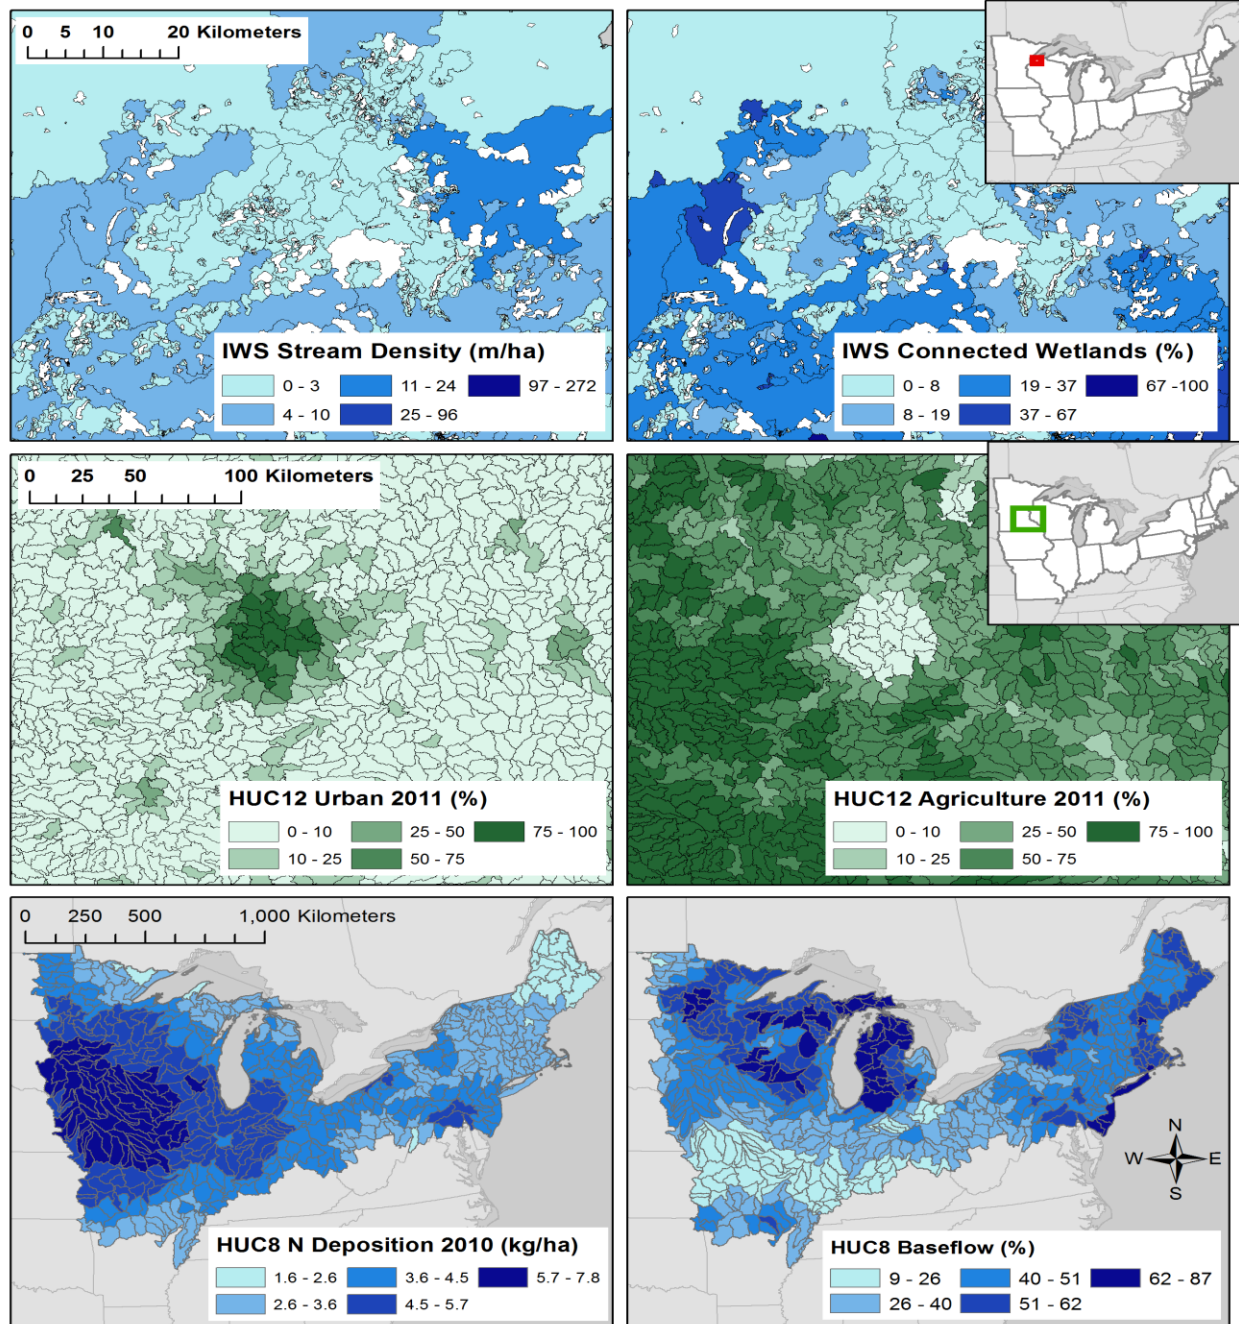 0 5 10 20 Kilometers
IWS Stream Density (m/ha)
0 - 3 11 - 24 97 - 272
4 - 10 25 - 96
IWS Connected Wetlands (%)
0 - 8 19 - 37 67 -100
8 - 19 37 - 67
0 25 50 100 Kilometers
HUC12 Urban 2011 (%)
0 - 10 25 - 50 75 - 100
10 - 25 50 - 75
HUC12 Agriculture 2011 (%)
0 - 10 25 - 50 75 - 100
10 - 25 50 - 75
0 250 500 1,000 Kilometers
HUC8 N Deposition 2010 (kg/ha)
1.6 - 2.6 3.6 - 4.5 5.7 - 7.8
2.6 - 3.6 4.5 - 5.7
N
W E
S
HUC8 Baseflow (%)
9 - 26 40 - 51 62 - 87
26 - 40 51 - 62